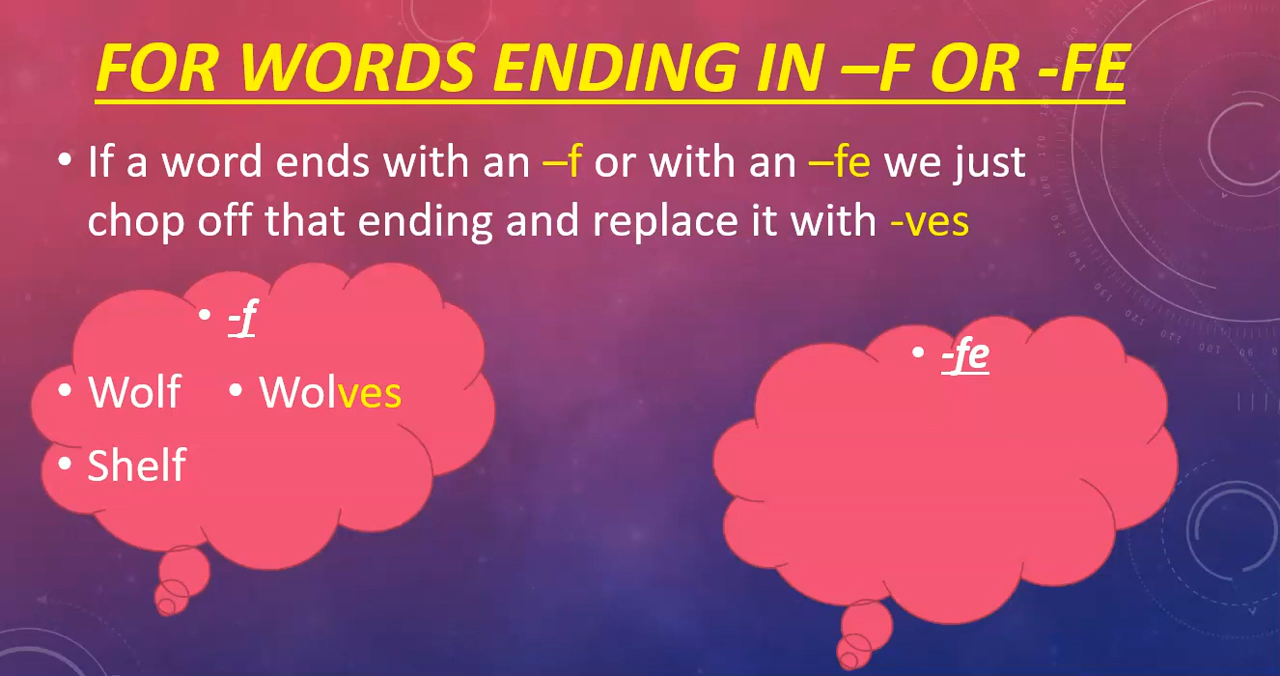 FOR WORDS ENDING IN –F OR -FE
• If a word ends with an –f or with an –fe we just
chop off that ending and replace it with -ves
• -f
• Wolf • Wolves
• Shelf
• -fe